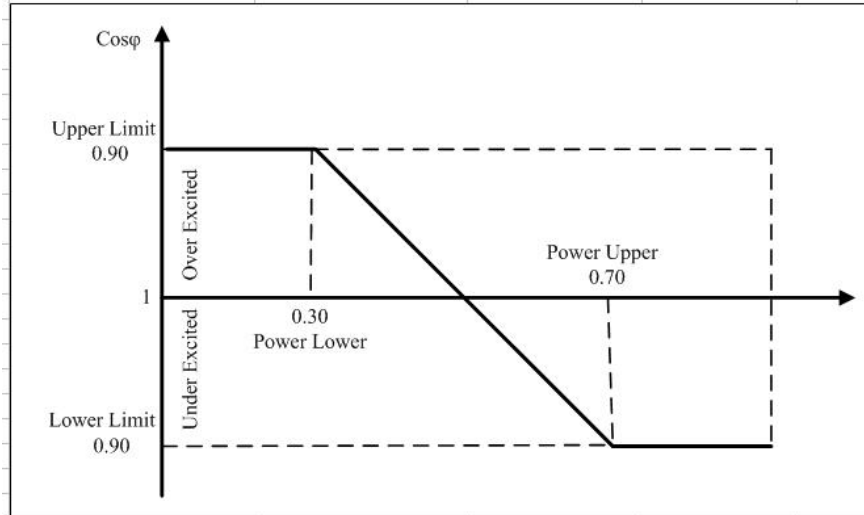 Cosφ
Upper Limit
0.90
Over Excited
Power Upper
0.70
1
0.30
Power Lower
Under Excited
Lower Limit
0.90